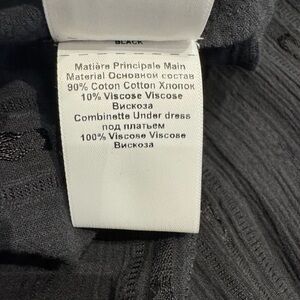 BLACK
Matière Principale Main
Material Основной состав
90% Coton Cotton Хлопок
10% Viscose Viscose
Вискоза
Combinette Under dress
под платьем
100% Viscose Viscose
Вискоза